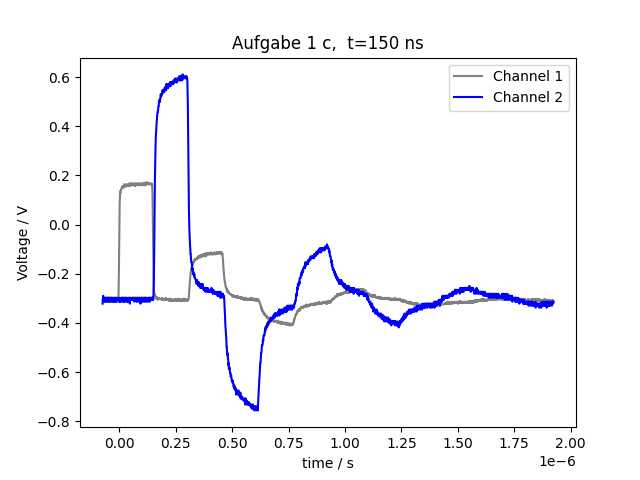 Aufgabe 1 c,  t=150 ns
Channel 1
Channel 2
0.6
0.4
0.2
0.0
−0.2
−0.4
−0.6
−0.8
Voltage / V
0.00
0.25
0.50
0.75
1.00
1.25
1.50
1.75
2.00
1e−6
time / s